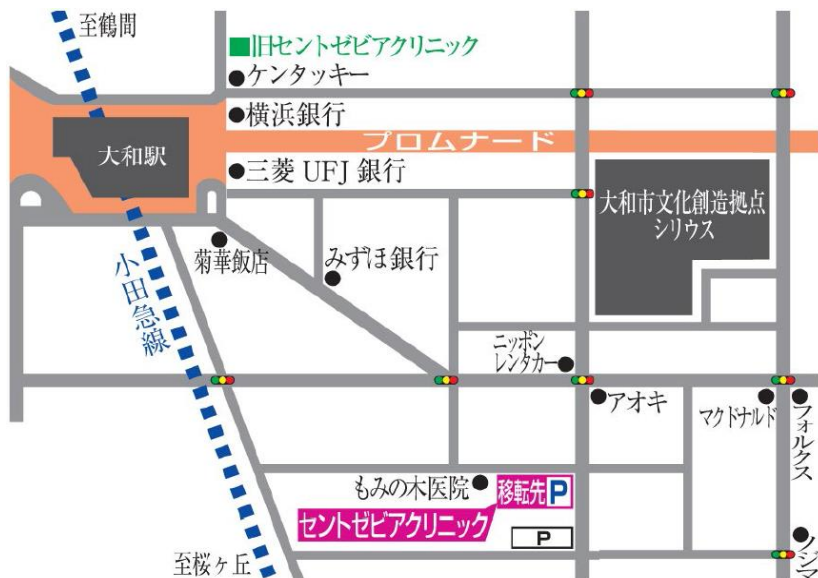 至鶴間
■旧セントゼビアクリニック
●ケンタッキー
●横浜銀行
プロムナード
大和駅
●三菱 UFJ 銀行
大和市文化創造拠点
シリウス
菊華飯店
みずほ銀行
小田急線
ニッポン
レンタカー
アオキ
マクドナルド
フォルクス
もみの木医院
移転先 P
セントゼビアクリニック
P
至桜ヶ丘
ノジマ